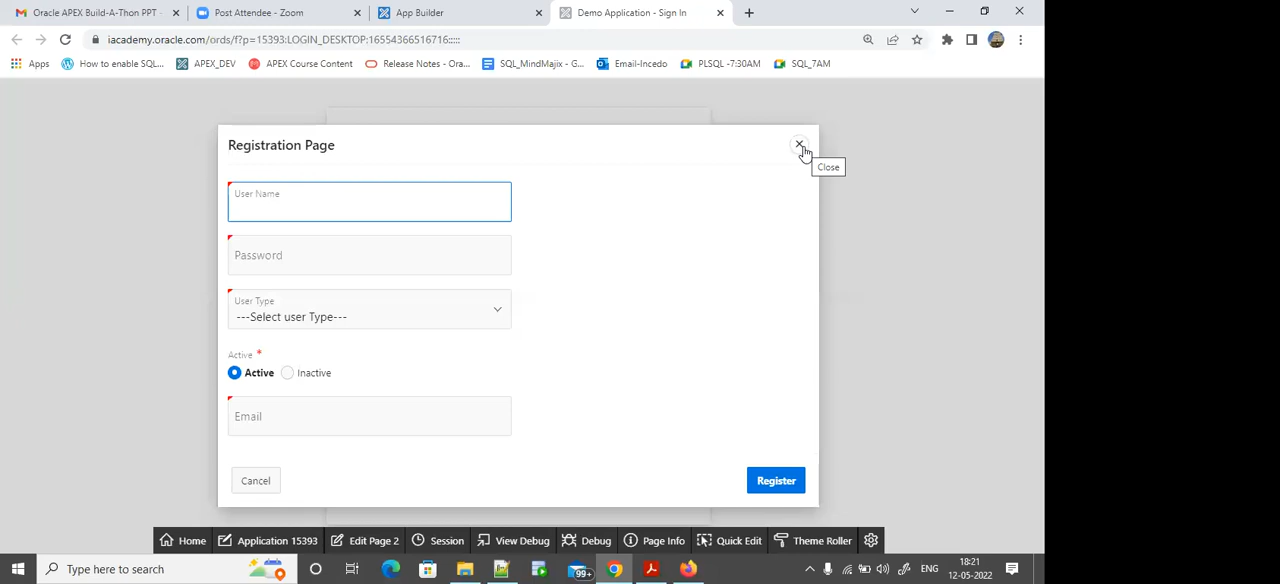 Oracle APEX Build-A-Thon PPT -
Post Attendee - Zoom
App Builder
Demo Application - Sign In
iacademy.oracle.com/ords/f?p=15393:LOGIN_DESKTOP:16554366516716:::::
Apps
How to enable SQL...
APEX_DEV
APEX Course Content
Release Notes - Ora...
SQL_MindMajix - G...
Email-Incedo
PLSQL -7:30AM
SQL_7AM
Registration Page
Close
User Name
Password
User Type
---Select user Type---
Active *
Active Inactive
Email
Cancel
Register
Home
Application 15393
Edit Page 2
Session
View Debug
Debug
Page Info
Quick Edit
Theme Roller
Type here to search
99+
ENG
18:21
12-05-2022